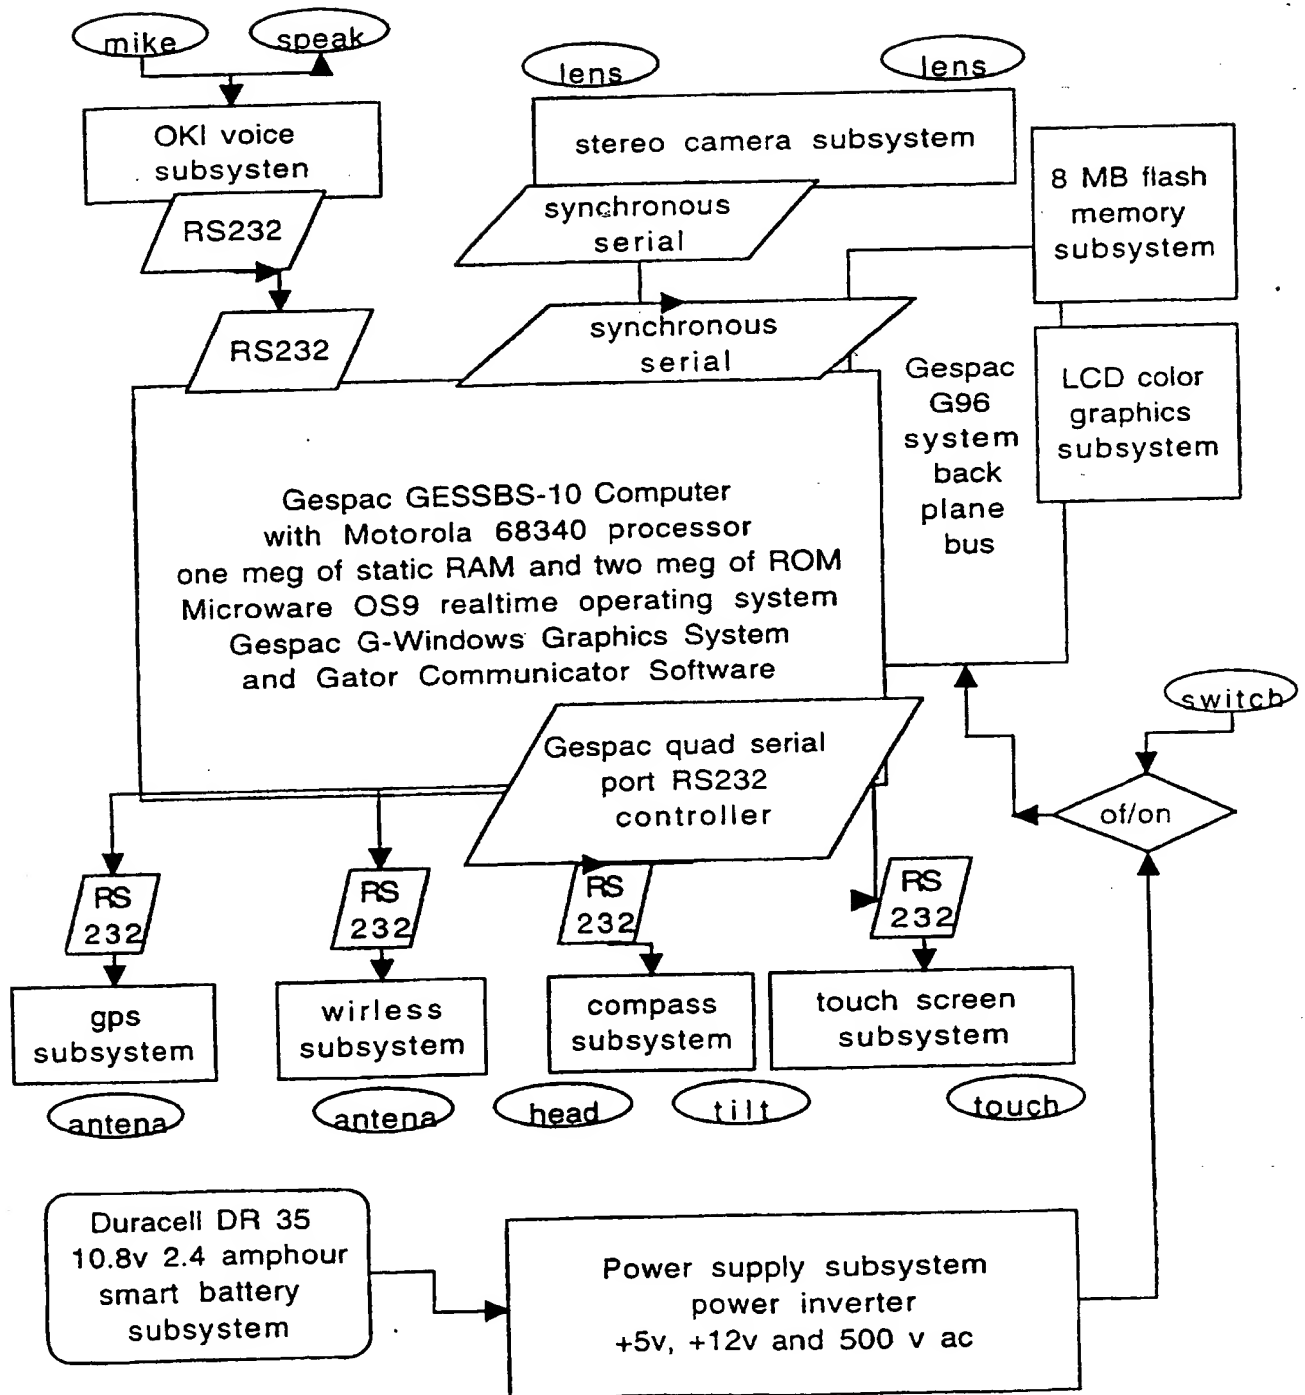 mike
speak
lens
lens
OKI voice
subsysten
stereo camera subsystem
8 MB flash
memory
subsystem
RS232
synchronous
serial
RS232
synchronous
serial
Gespac
G96
system
back
plane
bus
LCD color
graphics
subsystem
Gespac GESSBS-10 Computer
with Motorola 68340 processor
one meg of static RAM and two meg of ROM
Microware OS9 realtime operating system
Gespac G-Windows Graphics System
and Gator Communicator Software
switch
Gespac quad serial
port RS232
controller
of/on
RS
232
RS
232
RS
232
RS
232
gps
subsystem
wirless
subsystem
compass
subsystem
touch screen
subsystem
antena
antena
head
tilt
touch
Duracell DR 35
10.8v 2.4 amphour
smart battery
subsystem
Power supply subsystem
power inverter
+5v, +12v and 500 v ac